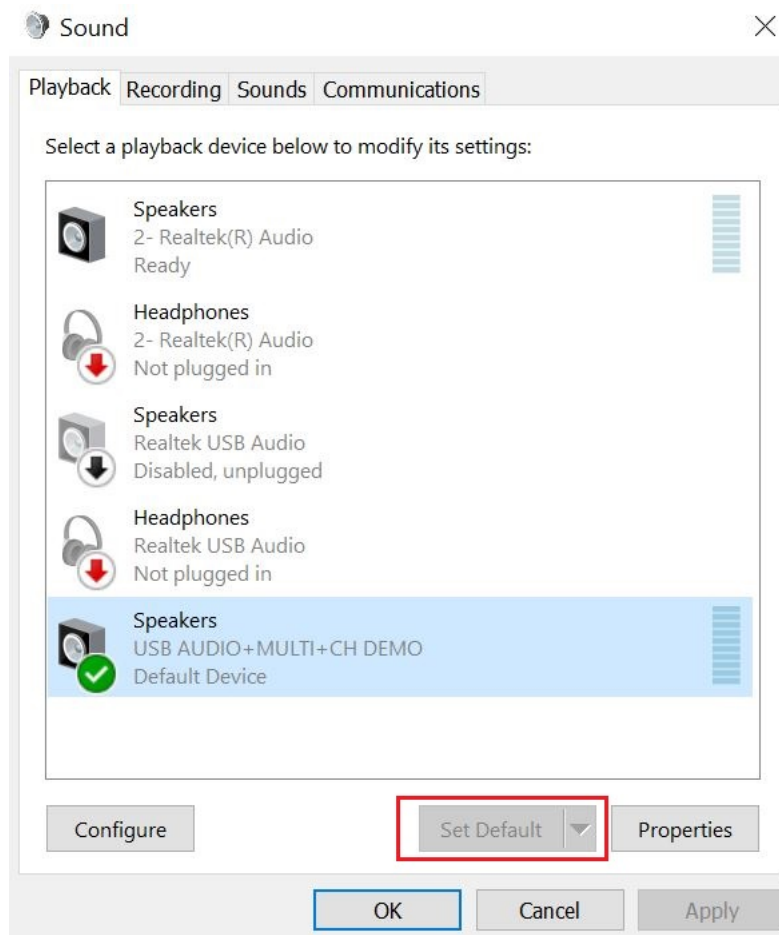 Sound
Playback Recording Sounds Communications
Select a playback device below to modify its settings:
Speakers
2- Realtek(R) Audio
Ready
Headphones
2- Realtek(R) Audio
Not plugged in
Speakers
Realtek USB Audio
Disabled, unplugged
Headphones
Realtek USB Audio
Not plugged in
Speakers
USB AUDIO+MULTI+CH DEMO
Default Device
Configure Set Default Properties
OK Cancel Apply